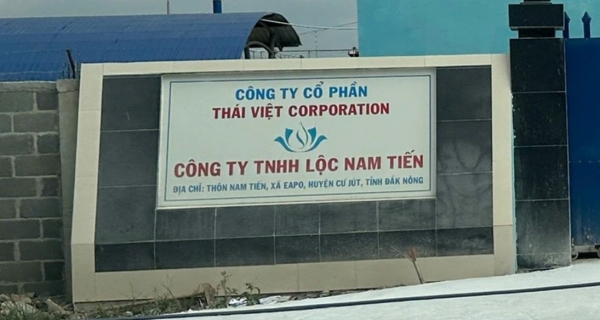 CÔNG TY CỔ PHẦN
THÁI VIỆT CORPORATION
CÔNG TY TNHH LỘC NAM TIẾN
ĐỊA CHỈ: THÔN NAM TIẾN, XÃ EAPO, HUYỆN CƯ JÚT, TỈNH ĐẮK NÔNG